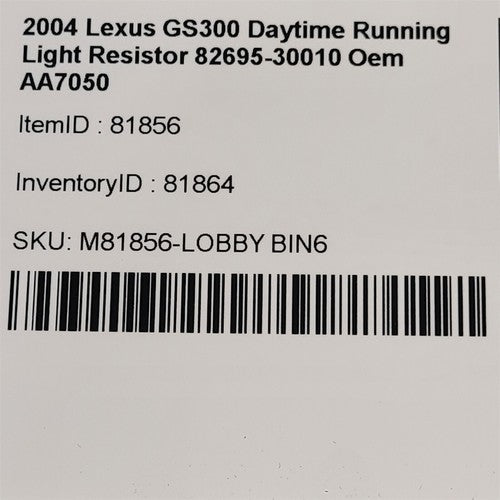 2004 Lexus GS300 Daytime Running
Light Resistor 82695-30010 Oem
AA7050
ItemID : 81856
InventoryID : 81864
SKU: M81856-LOBBY BIN6